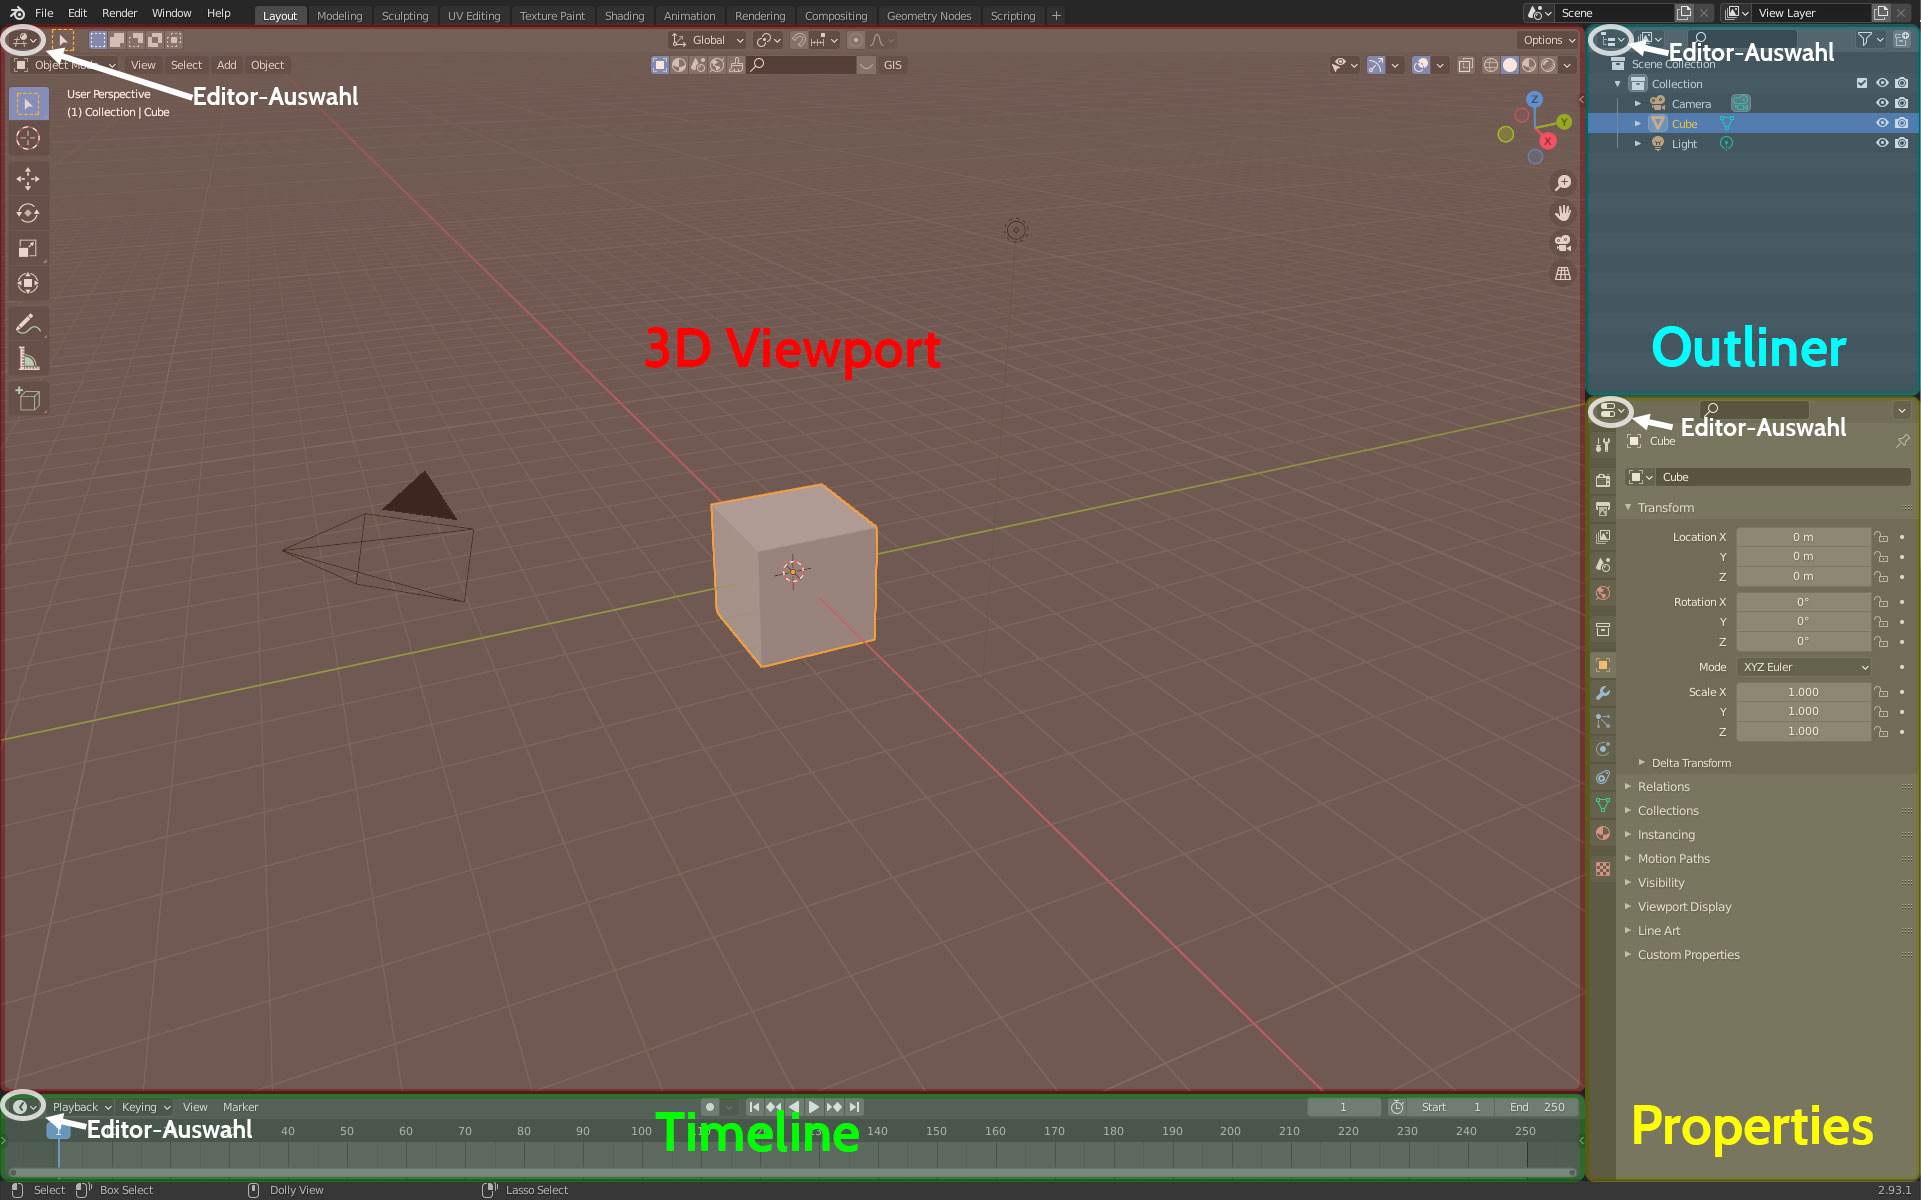 File Edit Render Window Help Layout Modeling Sculpting UV Editing Texture Paint Shading Animation Rendering Compositing Geometry Nodes Scripting + Scene View Layer
Global Options
Object View Select Add Object GIS
User Perspective
(1) Collection | Cube
Editor-Auswahl
Z
Y
X
3D Viewport
Editor-Auswahl
Scene Collection
Collection
Camera
Cube
Light
Outliner
Editor-Auswahl
Cube
Cube
Transform
Location X 0 m
Y 0 m
Z 0 m
Rotation X 0°
Y 0°
Z 0°
Mode XYZ Euler
Scale X 1.000
Y 1.000
Z 1.000
Delta Transform
Relations
Collections
Instancing
Motion Paths
Visibility
Viewport Display
Line Art
Custom Properties
Properties
Playback Keying View Marker 1 Start 1 End 250
Editor-Auswahl
Timeline
1 40 50 60 70 80 90 100 140 150 160 170 180 190 200 210 220 230 240 250
Select Box Select Dolly View Lasso Select 2.93.1